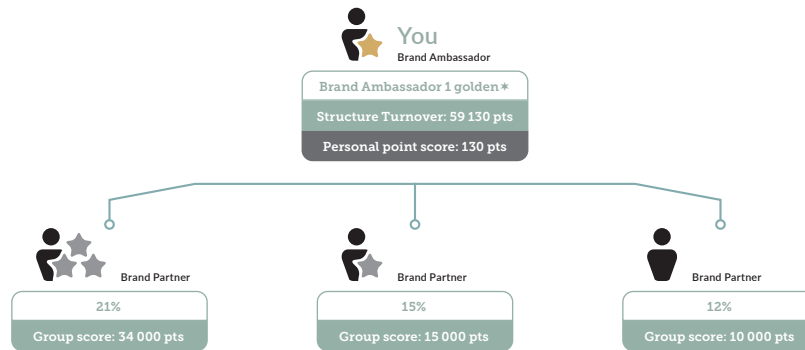 You
Brand Ambassador
Brand Ambassador 1 golden✶
Structure Turnover: 59 130 pts
Personal point score: 130 pts
Brand Partner
21%
Group score: 34 000 pts
Brand Partner
15%
Group score: 15 000 pts
Brand Partner
12%
Group score: 10 000 pts